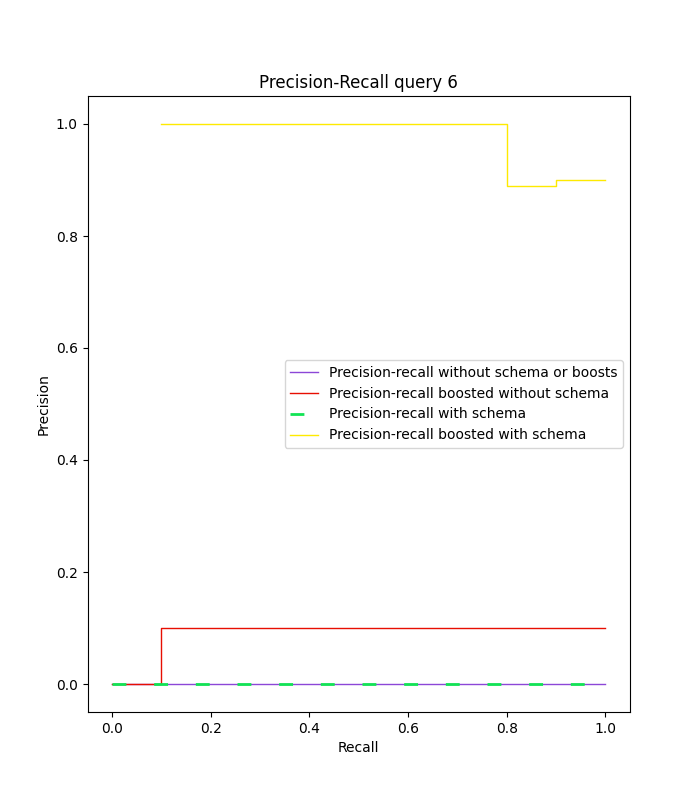 Precision-Recall query 6
1.0
0.8
0.6
0.4
0.2
0.0
Precision
Precision-recall without schema or boosts
Precision-recall boosted without schema
Precision-recall with schema
Precision-recall boosted with schema
0.0 0.2 0.4 0.6 0.8 1.0
Recall